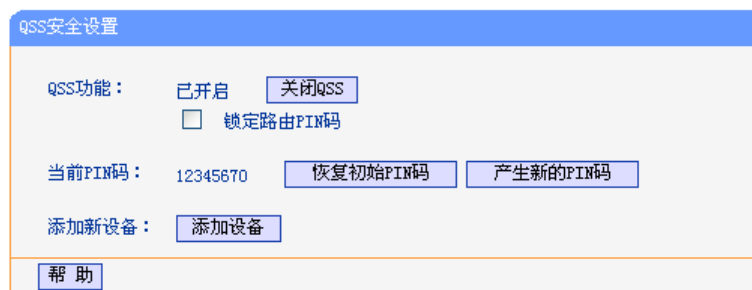 QSS安全设置
QSS功能： 已开启 关闭QSS
锁定路由PIN码
当前PIN码： 12345670 恢复初始PIN码 产生新的PIN码
添加新设备： 添加设备
帮 助